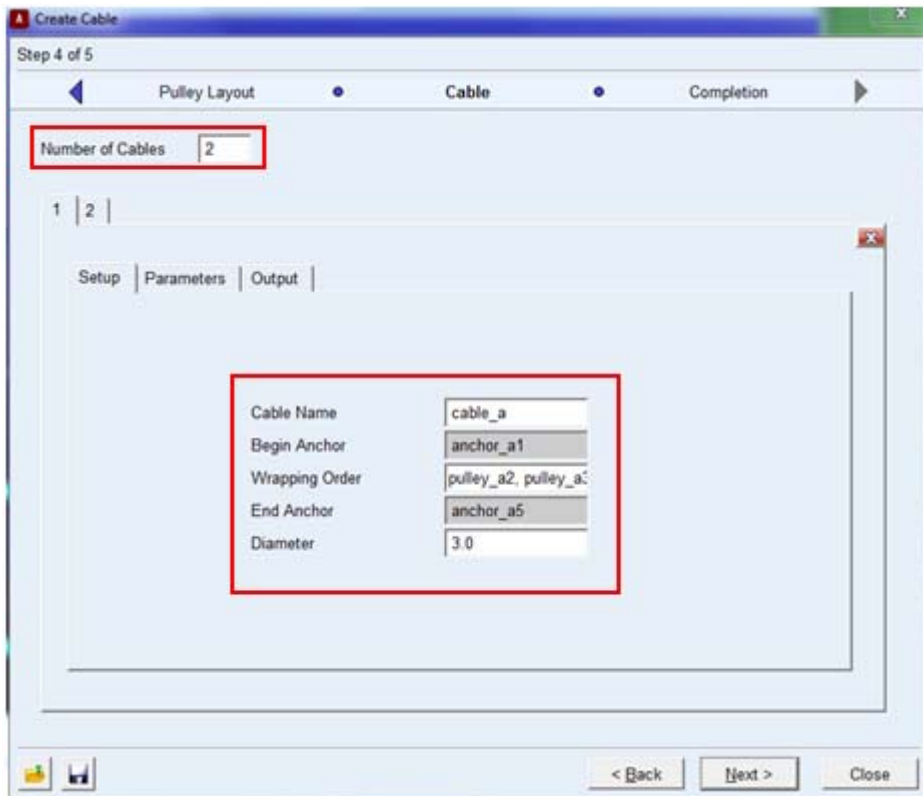 Create Cable
Step 4 of 5
Pulley Layout Cable Completion
Number of Cables 2
1 2
Setup Parameters Output
Cable Name cable_a
Begin Anchor anchor_a1
Wrapping Order pulley_a2, pulley_a3
End Anchor anchor_a5
Diameter 3.0
< Back Next > Close